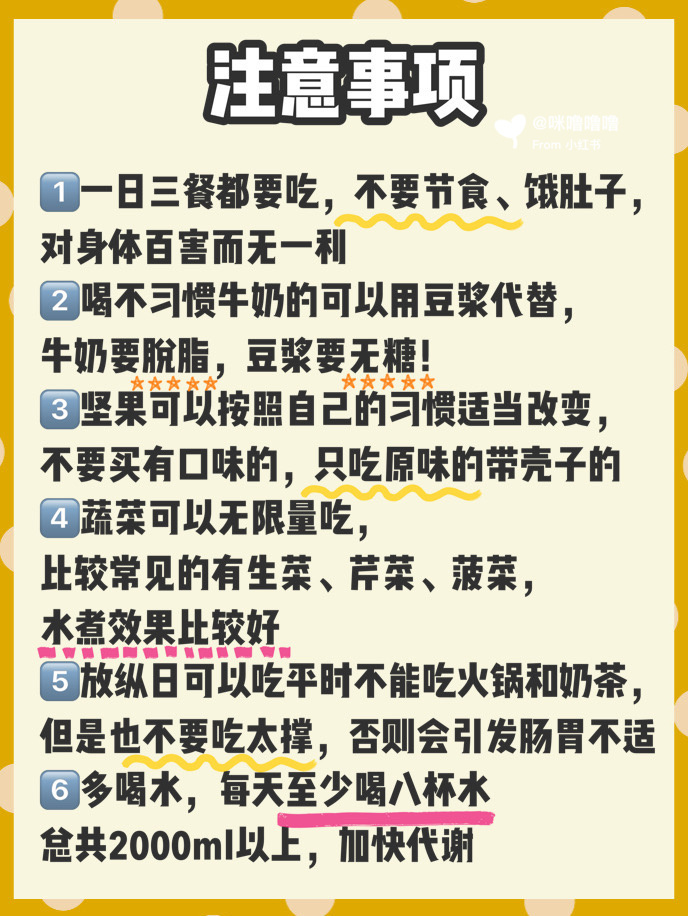 注意事项
@咪噜噜噜
From 小红书
1一日三餐都要吃，不要节食、饿肚子，
对身体百害而无一利
2喝不习惯牛奶的可以用豆浆代替，
牛奶要脱脂，豆浆要无糖！
3坚果可以按照自己的习惯适当改变，
不要买有口味的，只吃原味的带壳子的
4蔬菜可以无限量吃，
比较常见的有生菜、芹菜、菠菜，
水煮效果比较好
5放纵日可以吃平时不能吃火锅和奶茶，
但是也不要吃太撑，否则会引发肠胃不适
6多喝水，每天至少喝八杯水
总共2000ml以上，加快代谢